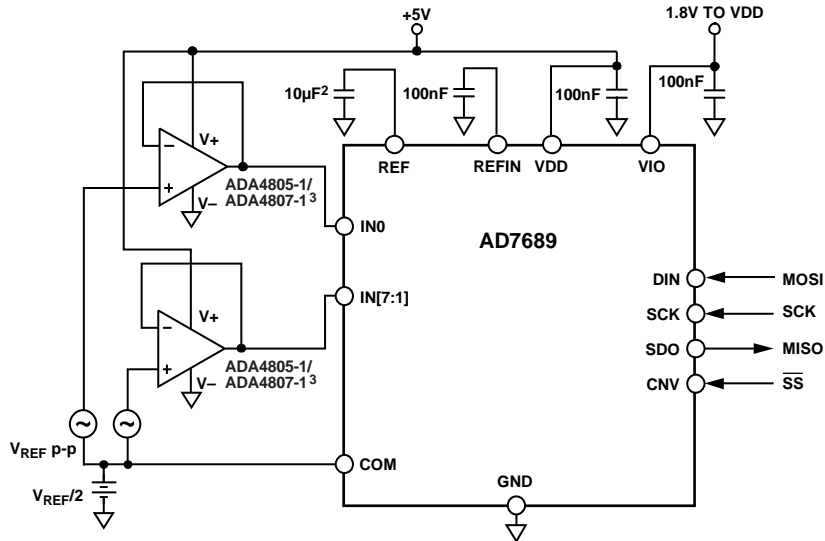 +5V
1.8V TO VDD
10µF²
100nF
100nF
100nF
V+
REF
REFIN
VDD
VIO
−
+
ADA4805-1/
ADA4807-1³
V−
IN0
AD7689
DIN
MOSI
IN[7:1]
SCK
SCK
V+
SDO
MISO
−
+
ADA4805-1/
ADA4807-1³
V−
CNV
S̅S̅
~
~
VREF p-p
COM
GND
VREF/2